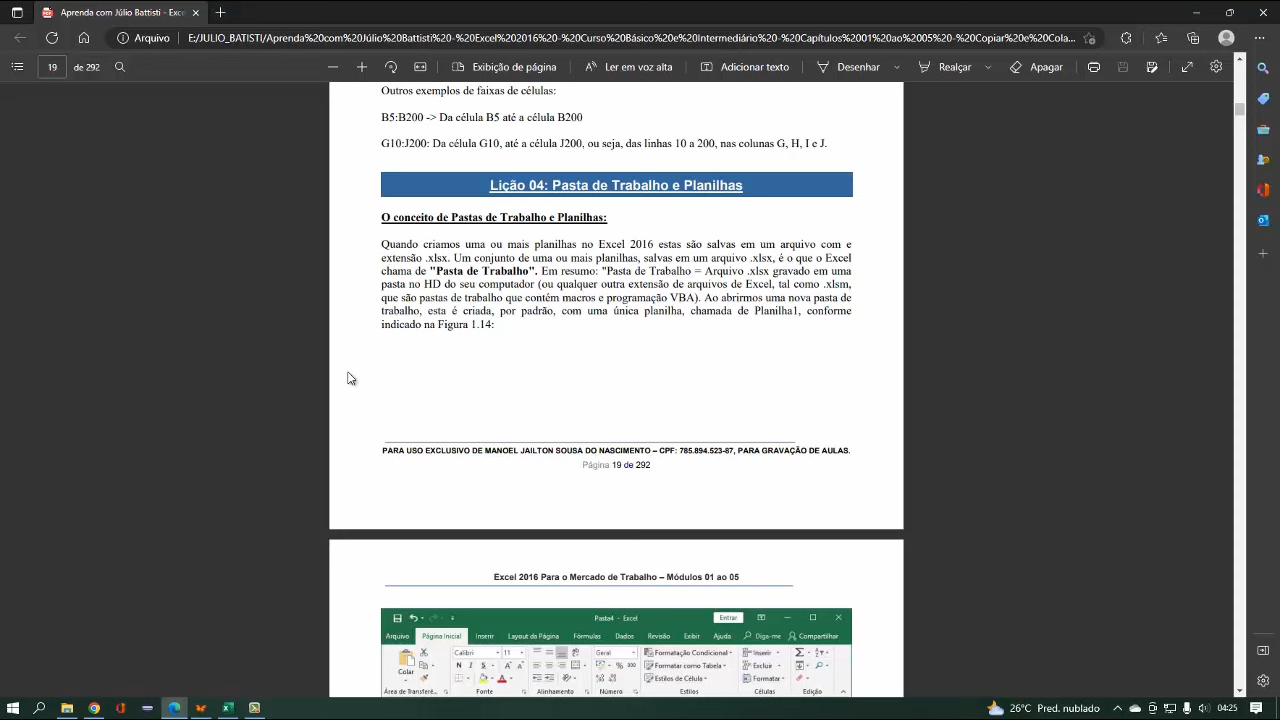 Aprenda com Júlio Battisti - Exce
Arquivo
E:/JULIO_BATISTI/Aprenda%20com%20Júlio%20Battisti%20-%20Excel%202016%20-%20Curso%20Básico%20e%20Intermediário%20-%20Capítulos%2001%20ao%2005%20-%20Copiar%20e%20Cola...
19 de 292
Exibição de página
Ler em voz alta
Adicionar texto
Desenhar
Realçar
Apagar
Outros exemplos de faixas de células:
B5:B200 -> Da célula B5 até a célula B200
G10:J200: Da célula G10, até a célula J200, ou seja, das linhas 10 a 200, nas colunas G, H, I e J.
Lição 04: Pasta de Trabalho e Planilhas
O conceito de Pastas de Trabalho e Planilhas:
Quando criamos uma ou mais planilhas no Excel 2016 estas são salvas em um arquivo com e
extensão .xlsx. Um conjunto de uma ou mais planilhas, salvas em um arquivo .xlsx, é o que o Excel
chama de "Pasta de Trabalho". Em resumo: "Pasta de Trabalho = Arquivo .xlsx gravado em uma
pasta no HD do seu computador (ou qualquer outra extensão de arquivos de Excel, tal como .xlsm,
que são pastas de trabalho que contém macros e programação VBA). Ao abrirmos uma nova pasta de
trabalho, esta é criada, por padrão, com uma única planilha, chamada de Planilha1, conforme
indicado na Figura 1.14:
PARA USO EXCLUSIVO DE MANOEL JAILTON SOUSA DO NASCIMENTO – CPF: 785.894.523-87, PARA GRAVAÇÃO DE AULAS.
Página 19 de 292
Excel 2016 Para o Mercado de Trabalho – Módulos 01 ao 05
Pasta4 - Excel
Entrar
Arquivo Página Inicial Inserir Layout da Página Fórmulas Dados Revisão Exibir Ajuda Diga-me Compartilhar
Colar
Calibri 11
N I S
Geral
% 000
Formatação Condicional
Formatar como Tabela
Estilos de Célula
Inserir
Excluir
Formatar
Área de Transferê... Fonte Alinhamento Número Estilos Células Edição
26°C Pred. nublado
04:25